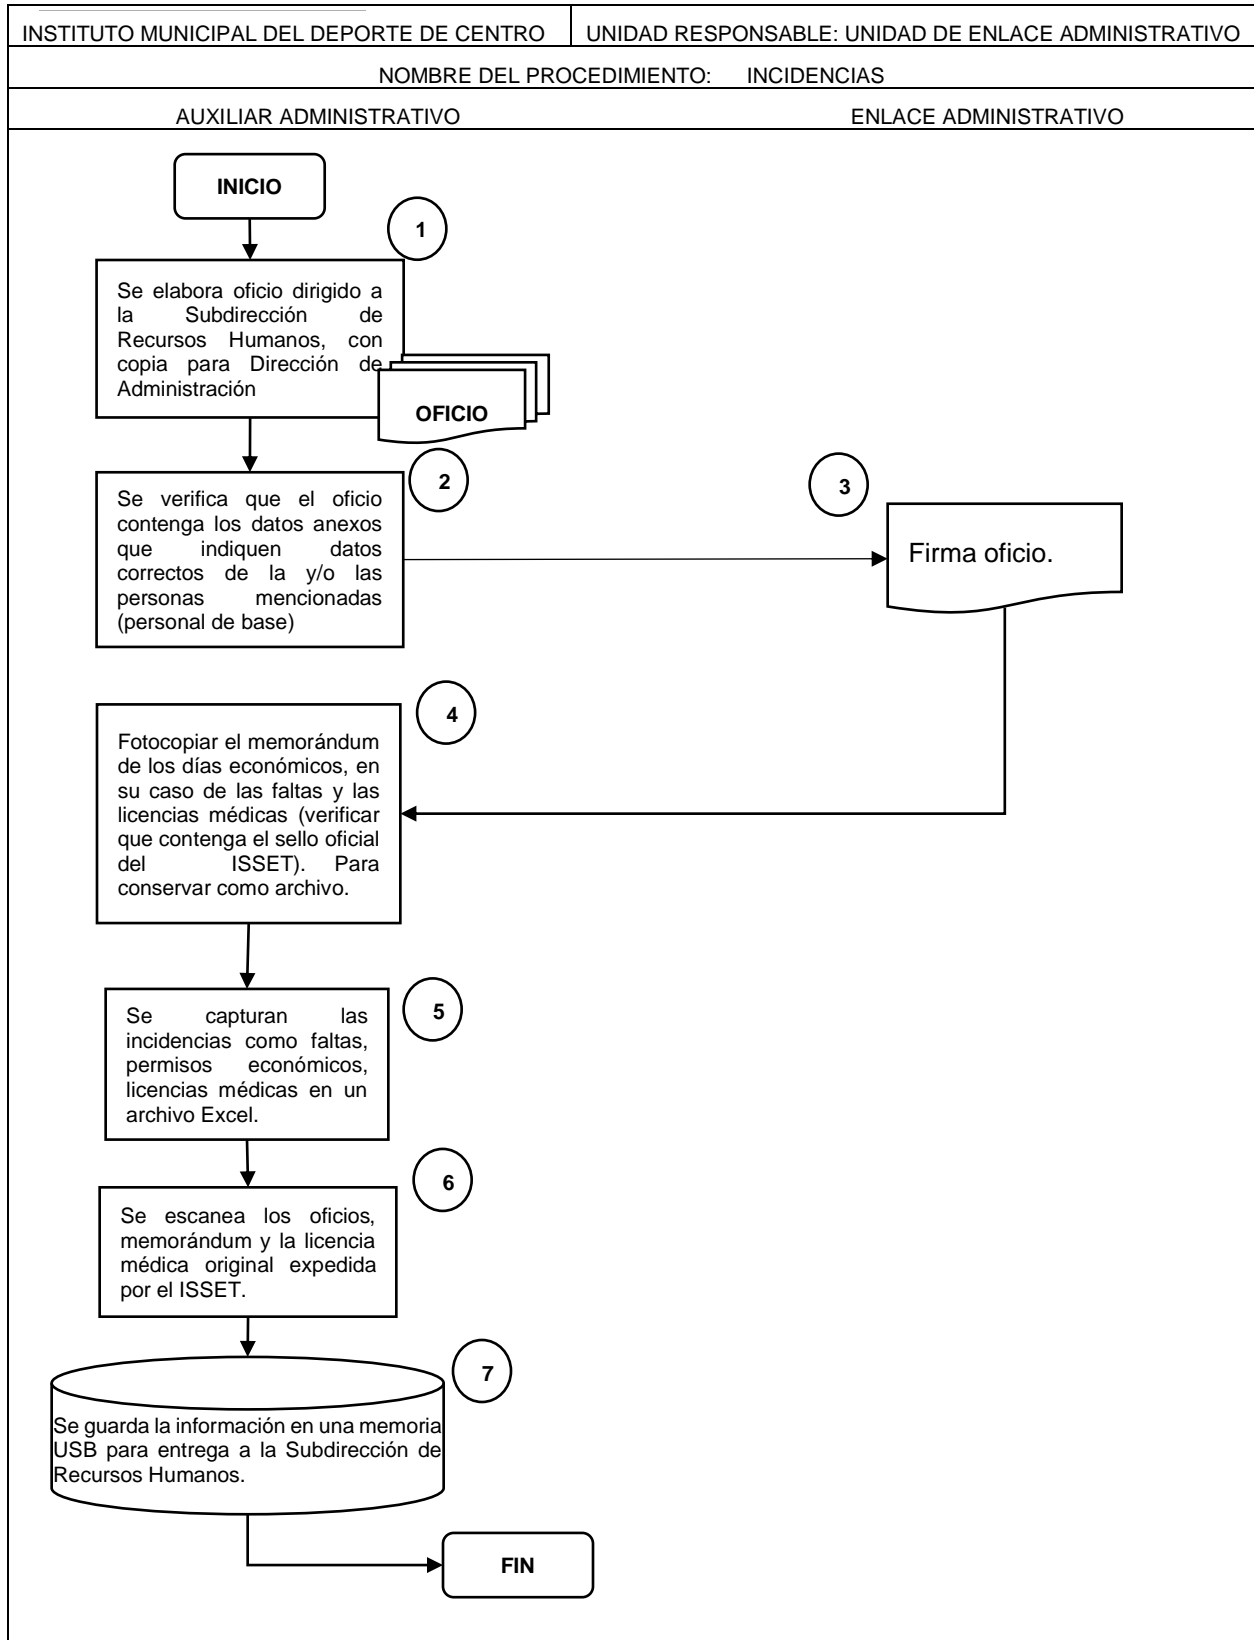 INSTITUTO MUNICIPAL DEL DEPORTE DE CENTRO
UNIDAD RESPONSABLE: UNIDAD DE ENLACE ADMINISTRATIVO
NOMBRE DEL PROCEDIMIENTO: INCIDENCIAS
AUXILIAR ADMINISTRATIVO
ENLACE ADMINISTRATIVO
INICIO
1
Se elabora oficio dirigido a
la Subdirección de
Recursos Humanos, con
copia para Dirección de
Administración
OFICIO
2
Se verifica que el oficio
contenga los datos anexos
que indiquen datos
correctos de la y/o las
personas mencionadas
(personal de base)
3
Firma oficio.
4
Fotocopiar el memorándum
de los días económicos, en
su caso de las faltas y las
licencias médicas (verificar
que contenga el sello oficial
del ISSET). Para
conservar como archivo.
5
Se capturan las
incidencias como faltas,
permisos económicos,
licencias médicas en un
archivo Excel.
6
Se escanea los oficios,
memorándum y la licencia
médica original expedida
por el ISSET.
7
Se guarda la información en una memoria
USB para entrega a la Subdirección de
Recursos Humanos.
FIN